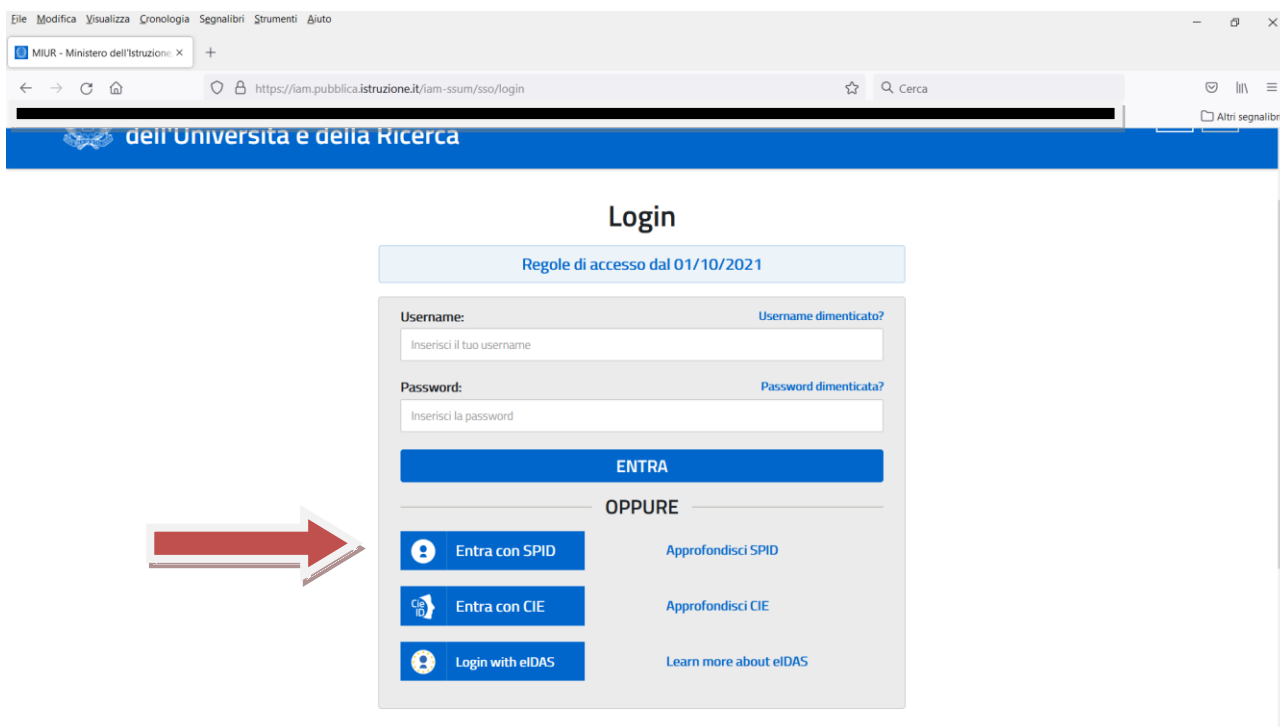 File Modifica Visualizza Cronologia Segnalibri Strumenti Aiuto
MIUR - Ministero dell'Istruzione
https://iam.pubblica.istruzione.it/iam-ssum/sso/login
Cerca
Altri segnalibr
dell'Università e della Ricerca
Login
Regole di accesso dal 01/10/2021
Username: Username dimenticato?
Inserisci il tuo username
Password: Password dimenticata?
Inserisci la password
ENTRA
OPPURE
Entra con SPID Approfondisci SPID
Cie ID Entra con CIE Approfondisci CIE
Login with eIDAS Learn more about eIDAS